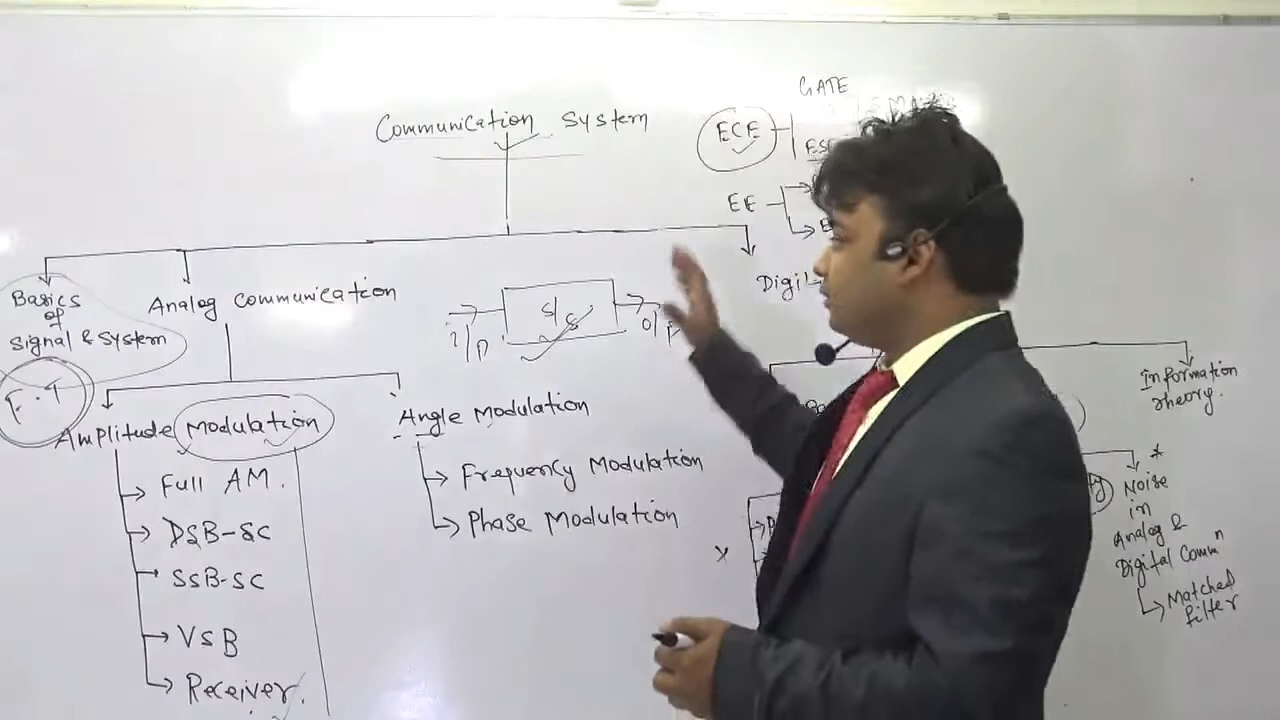 GATE
Communication System
ECE
EE
Basics
of
Signal & System
Analog Communication
I/p
S/s
O/p
F.T
Information
Theory.
Amplitude Modulation
Angle Modulation
Full AM.
DSB-SC
SSB-SC
VSB
Receiver.
Frequency Modulation
Phase Modulation
Noise
in
Analog &
Digital Commⁿ
Matched
filter